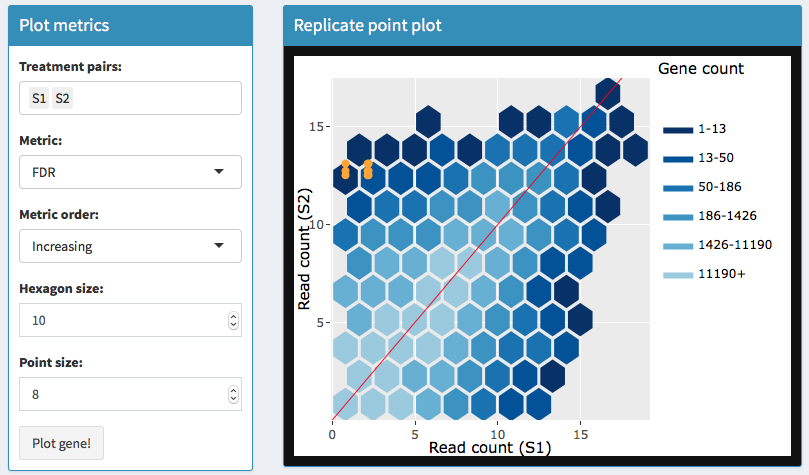 Plot metrics
Treatment pairs:
S1 S2
Metric:
FDR
Metric order:
Increasing
Hexagon size:
10
Point size:
8
Plot gene!
Replicate point plot
Gene count
1-13
13-50
50-186
186-1426
1426-11190
11190+
Read count (S2)
15
10
5
0 5 10 15
Read count (S1)